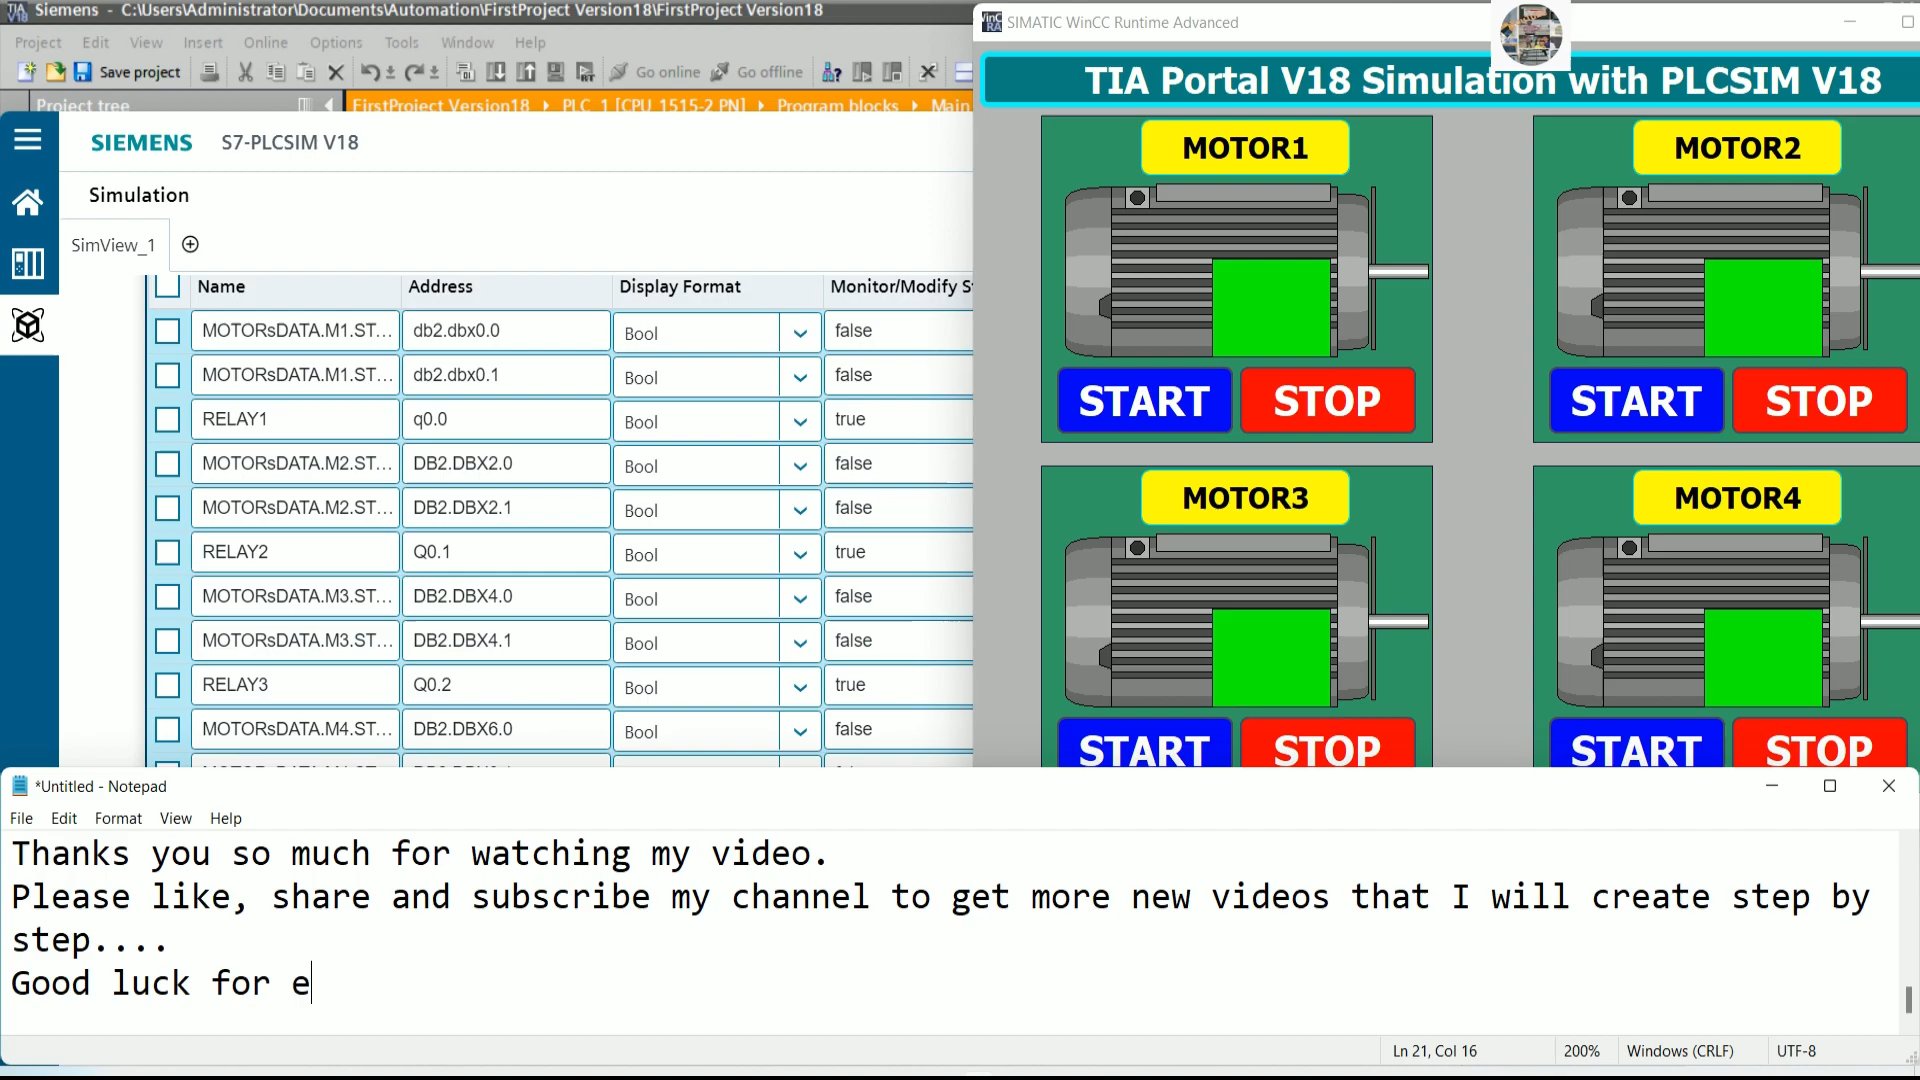 Siemens - C:\Users\Administrator\Documents\Automation\FirstProject Version18\FirstProject Version18
Project Edit View Insert Online Options Tools Window Help
Save project Go online Go offline
Project tree
FirstProject Version18 PLC_1 [CPU 1515-2 PN] Program blocks Main
SIEMENS S7-PLCSIM V18
Simulation
SimView_1
Name Address Display Format Monitor/Modify
MOTORsDATA.M1.ST... db2.dbx0.0 Bool false
MOTORsDATA.M1.ST... db2.dbx0.1 Bool false
RELAY1 q0.0 Bool true
MOTORsDATA.M2.ST... DB2.DBX2.0 Bool false
MOTORsDATA.M2.ST... DB2.DBX2.1 Bool false
RELAY2 Q0.1 Bool true
MOTORsDATA.M3.ST... DB2.DBX4.0 Bool false
MOTORsDATA.M3.ST... DB2.DBX4.1 Bool false
RELAY3 Q0.2 Bool true
MOTORsDATA.M4.ST... DB2.DBX6.0 Bool false
SIMATIC WinCC Runtime Advanced
TIA Portal V18 Simulation with PLCSIM V18
MOTOR1 MOTOR2
START STOP START STOP
MOTOR3 MOTOR4
START STOP START STOP
*Untitled - Notepad
File Edit Format View Help
Thanks you so much for watching my video.
Please like, share and subscribe my channel to get more new videos that I will create step by
step....
Good luck for e
Ln 21, Col 16 200% Windows (CRLF) UTF-8